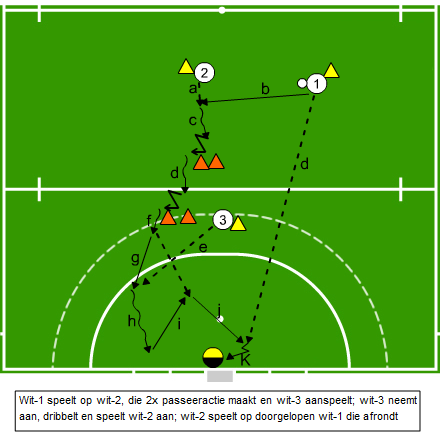 2
1
a
b
c
d
d
f
3
e
g
h
i
j
K
Wit-1 speelt op wit-2, die 2x passeeractie maakt en wit-3 aanspeelt; wit-3 neemt
aan, dribbelt en speelt wit-2 aan; wit-2 speelt op doorgelopen wit-1 die afrondt